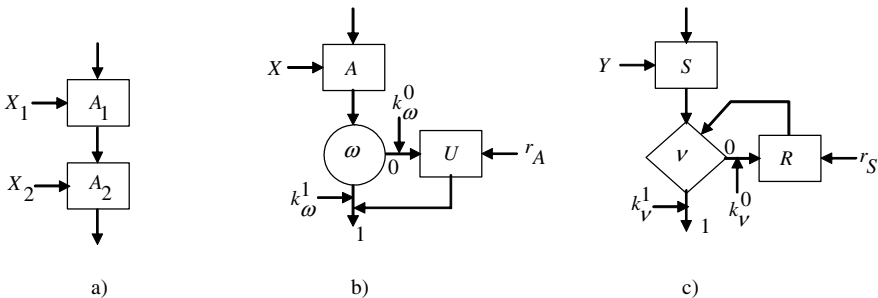 X1 A1
X2 A2
a)
X A
k0ω
ω 0 U rA
k1ω
1
b)
Y S
ν 0 R rS
k1ν k0ν
1
c)